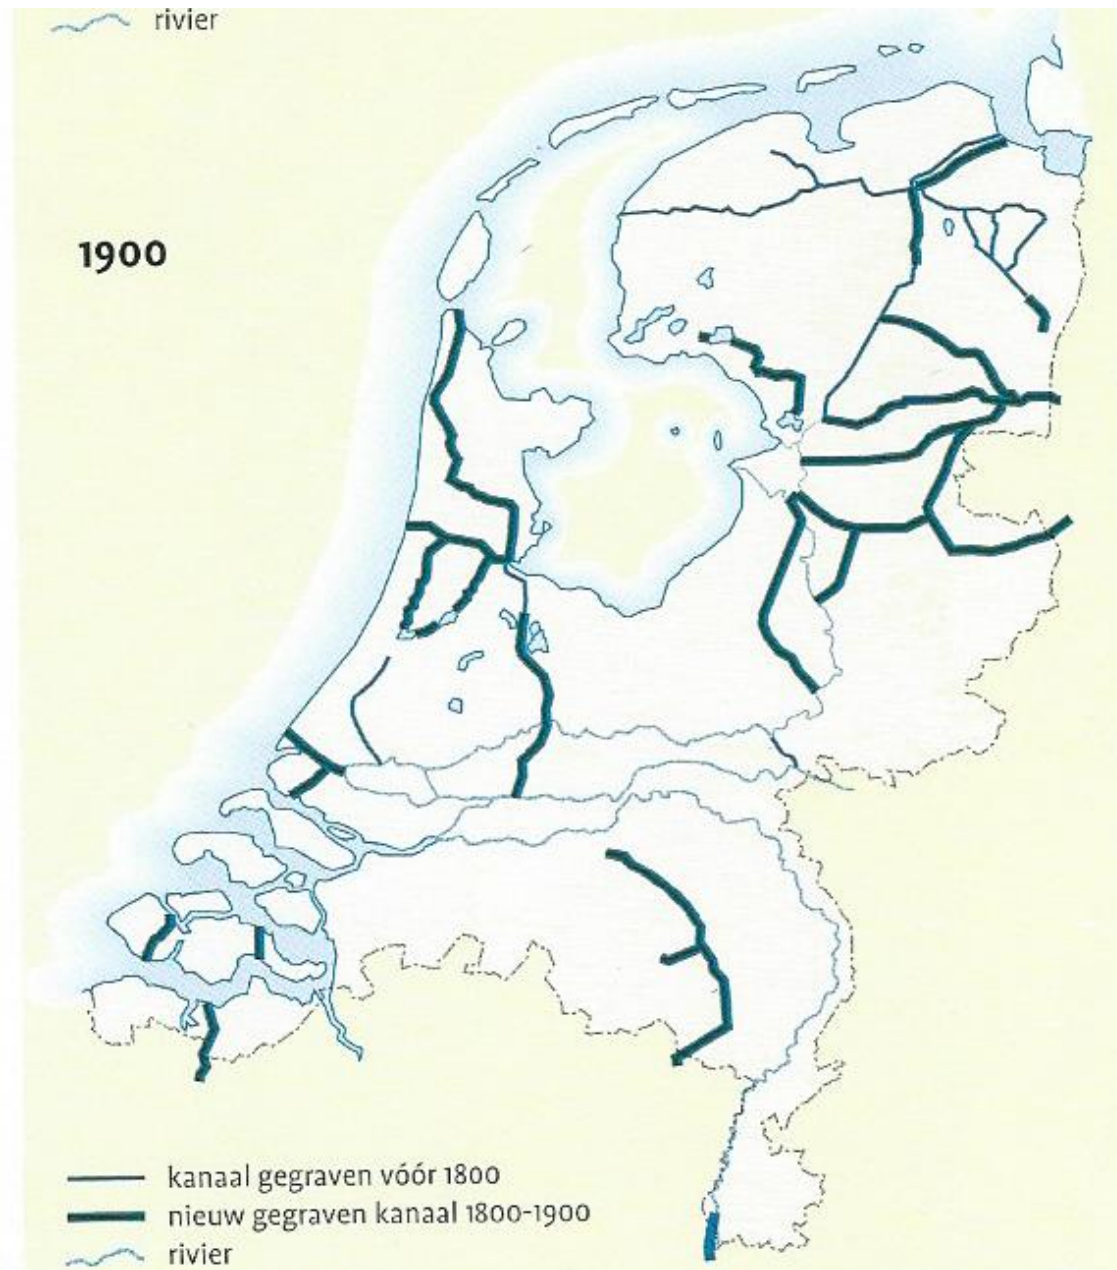 rivier
1900
kanaal gegraven vóór 1800
nieuw gegraven kanaal 1800-1900
rivier